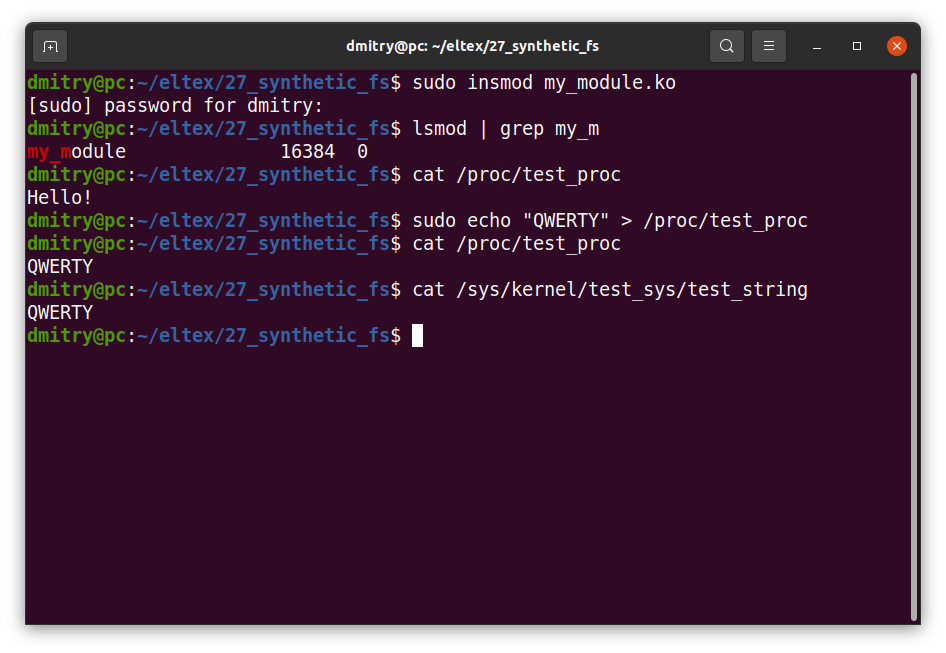 dmitry@pc: ~/eltex/27_synthetic_fs
dmitry@pc:~/eltex/27_synthetic_fs$ sudo insmod my_module.ko
[sudo] password for dmitry:
dmitry@pc:~/eltex/27_synthetic_fs$ lsmod | grep my_m
my_module              16384  0
dmitry@pc:~/eltex/27_synthetic_fs$ cat /proc/test_proc
Hello!
dmitry@pc:~/eltex/27_synthetic_fs$ sudo echo "QWERTY" > /proc/test_proc
dmitry@pc:~/eltex/27_synthetic_fs$ cat /proc/test_proc
QWERTY
dmitry@pc:~/eltex/27_synthetic_fs$ cat /sys/kernel/test_sys/test_string
QWERTY
dmitry@pc:~/eltex/27_synthetic_fs$